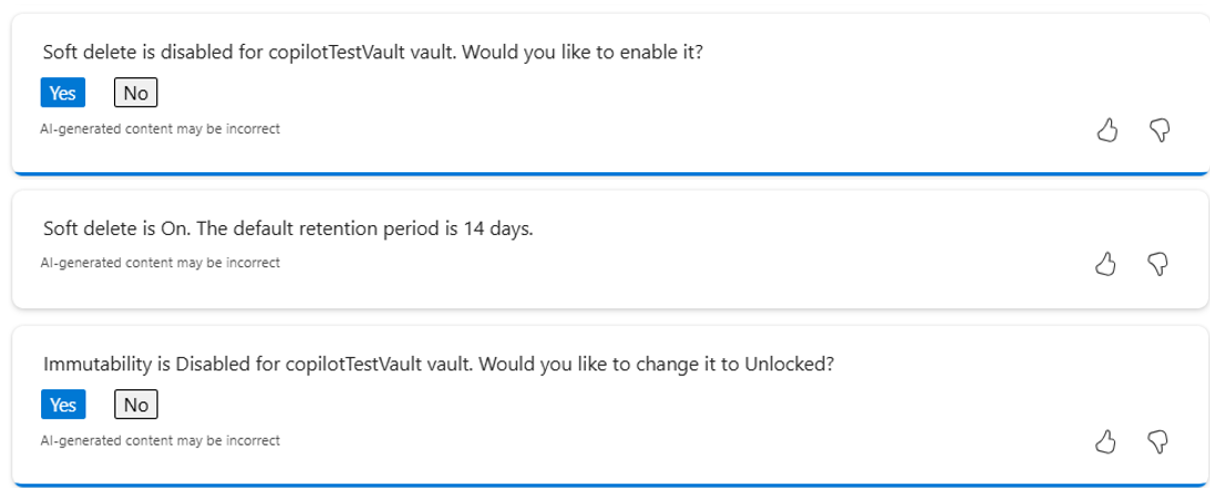 Soft delete is disabled for copilotTestVault vault. Would you like to enable it?
Yes No
AI-generated content may be incorrect
Soft delete is On. The default retention period is 14 days.
AI-generated content may be incorrect
Immutability is Disabled for copilotTestVault vault. Would you like to change it to Unlocked?
Yes No
AI-generated content may be incorrect